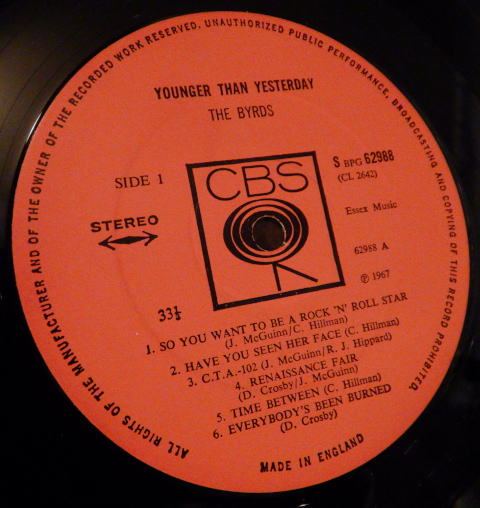 ALL RIGHTS OF THE MANUFACTURER AND OF THE OWNER OF THE RECORDED WORK RESERVED. UNAUTHORIZED PUBLIC PERFORMANCE, BROADCASTING AND COPYING OF THIS RECORD PROHIBITED.
YOUNGER THAN YESTERDAY
THE BYRDS
SIDE 1
CBS
S BPG 62988
(CL 2642)
STEREO
Essex Music
62988 A
℗ 1967
33⅓
1. SO YOU WANT TO BE A ROCK 'N' ROLL STAR
(J. McGuinn/C. Hillman)
2. HAVE YOU SEEN HER FACE (C. Hillman)
3. C.T.A.-102 (J. McGuinn/R. J. Hippard)
4. RENAISSANCE FAIR
(D. Crosby/J. McGuinn)
5. TIME BETWEEN (C. Hillman)
6. EVERYBODY'S BEEN BURNED
(D. Crosby)
MADE IN ENGLAND